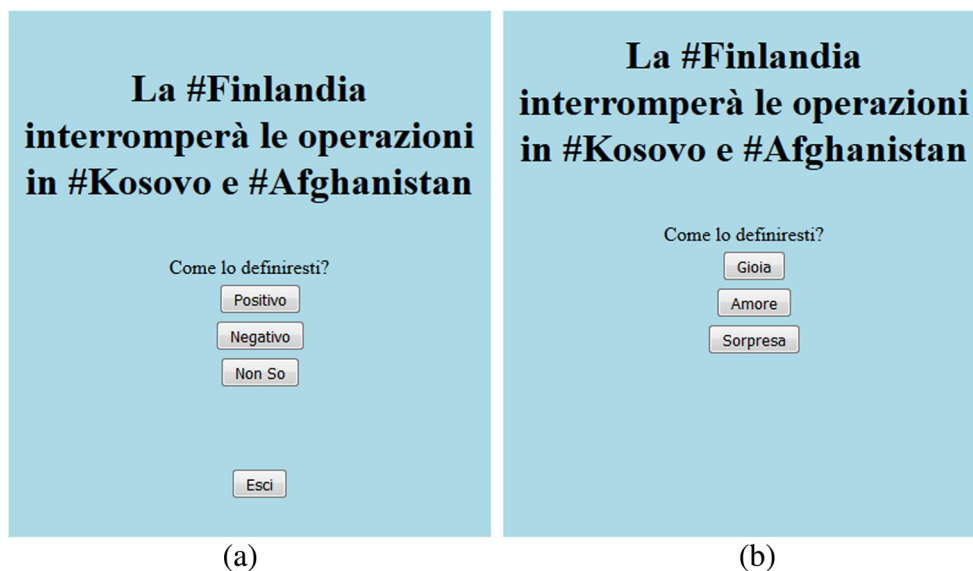 La #Finlandia
interromperà le operazioni
in #Kosovo e #Afghanistan
Come lo definiresti?
Positivo
Negativo
Non So
Esci
(a)
La #Finlandia
interromperà le operazioni
in #Kosovo e #Afghanistan
Come lo definiresti?
Gioia
Amore
Sorpresa
(b)